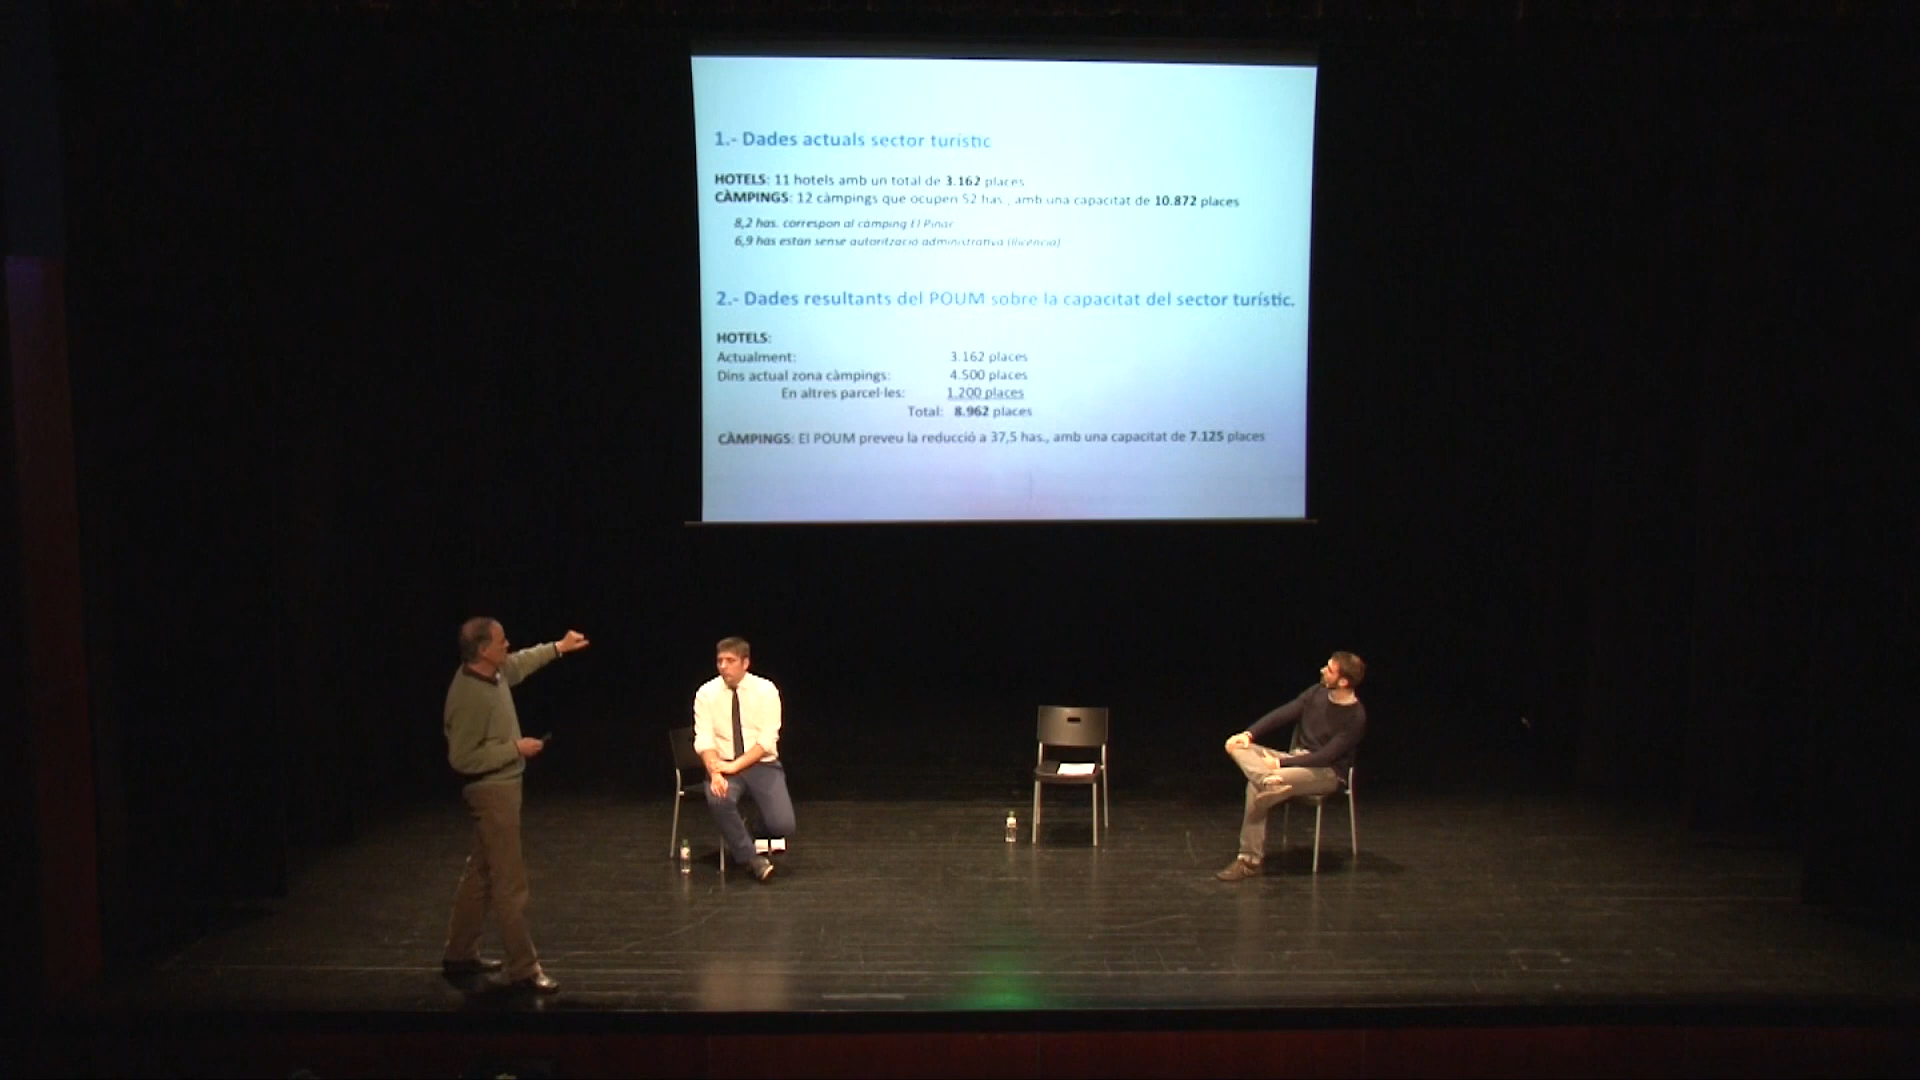 1.- Dades actuals sector turístic
HOTELS: 11 hotels amb un total de 3.162 places
CÀMPINGS: 12 càmpings que ocupen 52 has., amb una capacitat de 10.872 places
8,2 has. correspon al càmping El Pinar
6,9 has estan sense autorització administrativa (llicència)
2.- Dades resultants del POUM sobre la capacitat del sector turístic.
HOTELS:
Actualment: 3.162 places
Dins actual zona càmpings: 4.500 places
En altres parcel·les: 1.200 places
Total: 8.962 places
CÀMPINGS: El POUM preveu la reducció a 37,5 has., amb una capacitat de 7.125 places